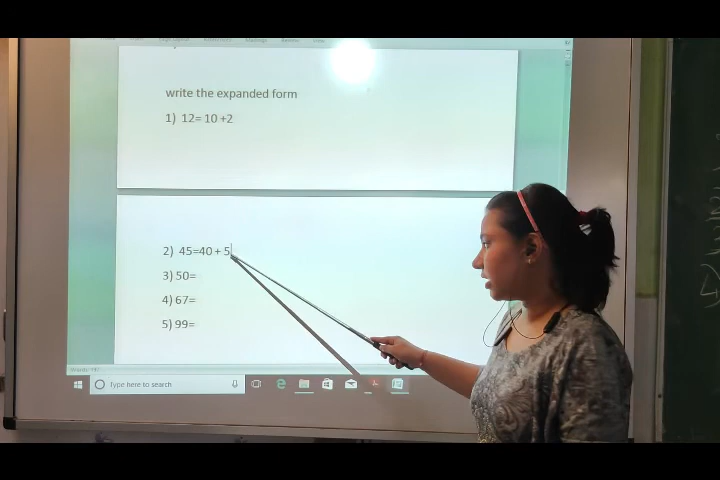 write the expanded form
1) 12= 10 +2
2) 45=40 + 5
3) 50=
4) 67=
5) 99=
Type here to search